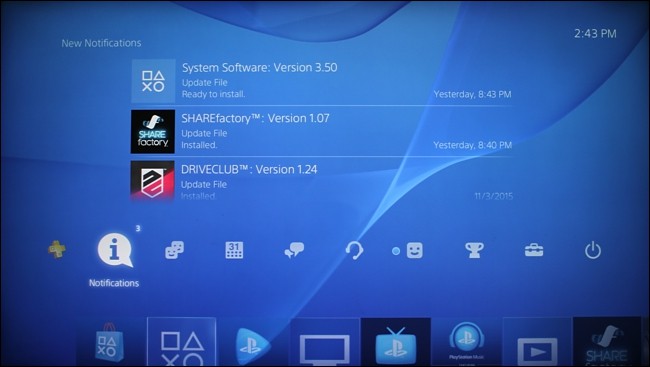 2:43 PM
New Notifications
System Software: Version 3.50
Update File
Ready to install.
Yesterday, 8:43 PM
SHARE
factory
SHAREfactory™: Version 1.07
Update File
Installed.
Yesterday, 8:40 PM
DRIVECLUB™: Version 1.24
Update File
Installed.
11/3/2015
3
31
Notifications
PlayStation Music
SHARE
factory